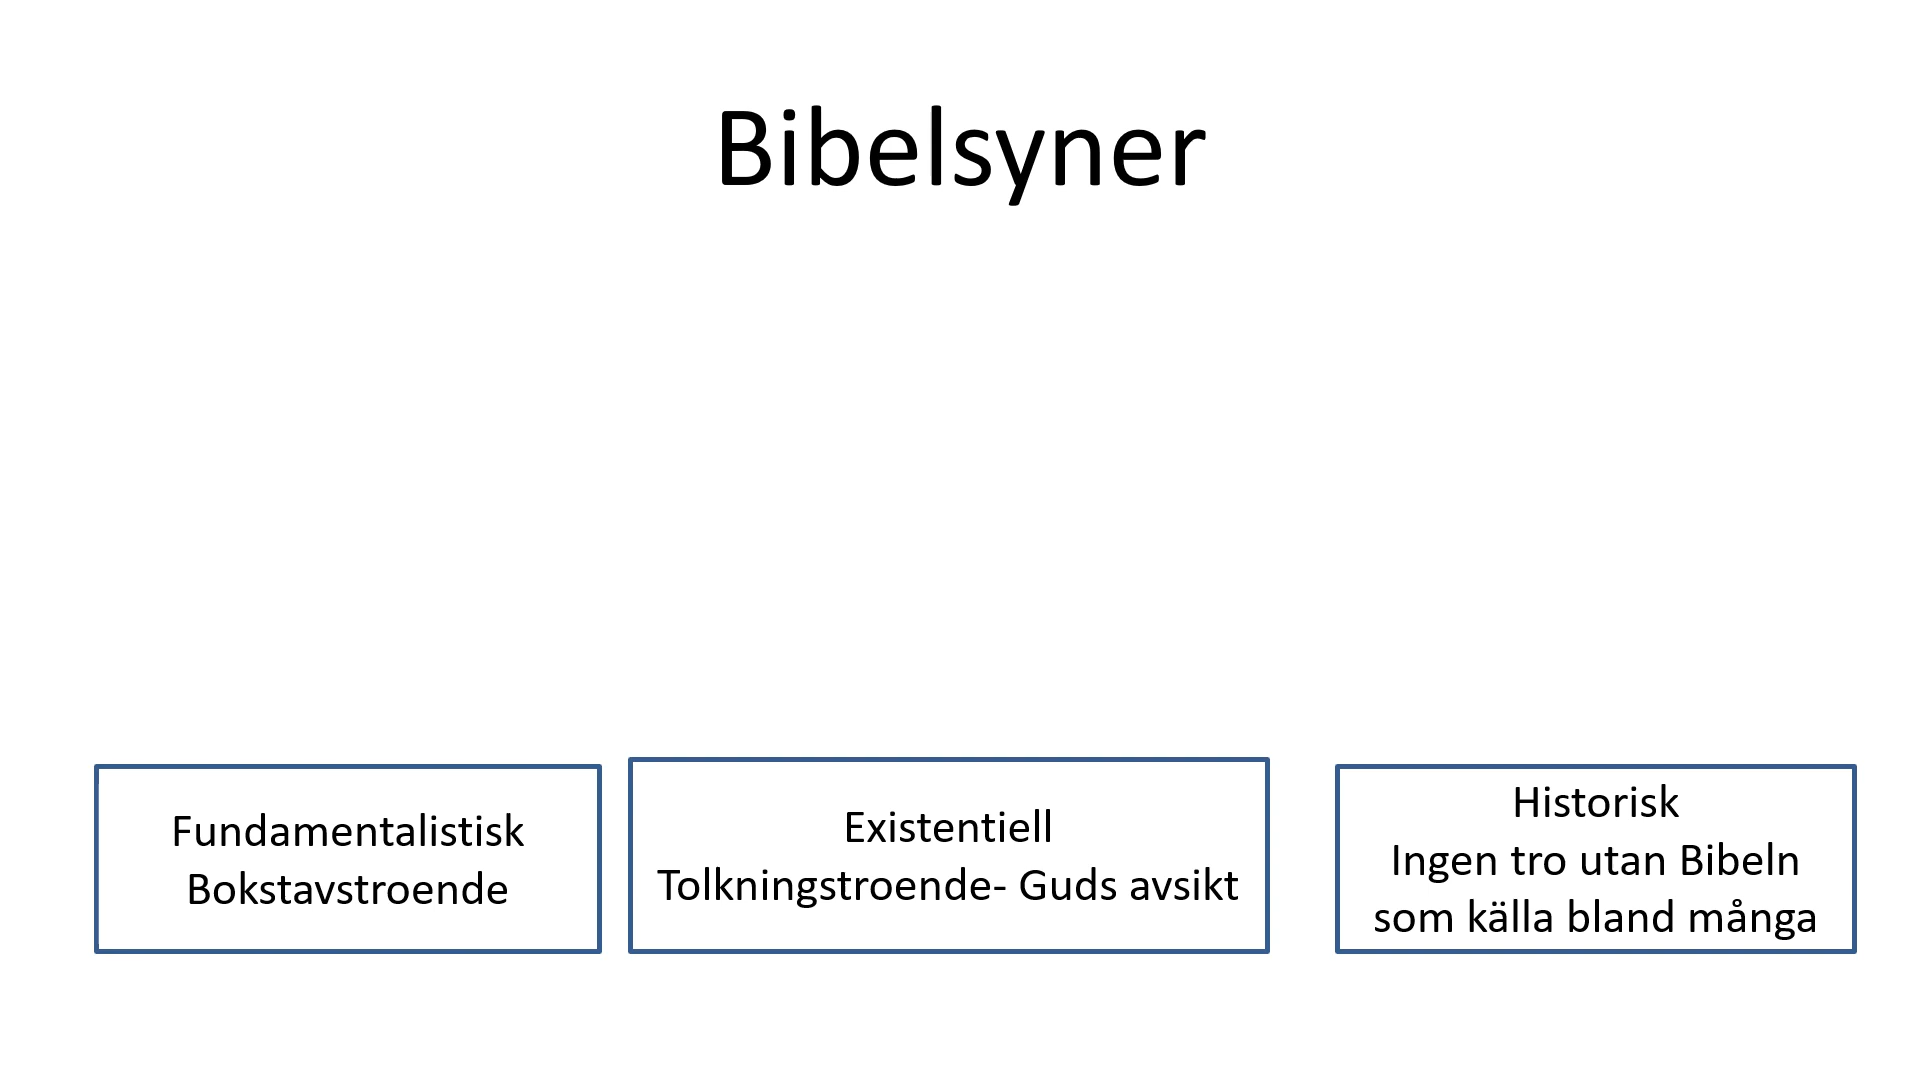 Bibelsyner
Fundamentalistisk
Bokstavstroende
Existentiell
Tolkningstroende- Guds avsikt
Historisk
Ingen tro utan Bibeln
som källa bland många